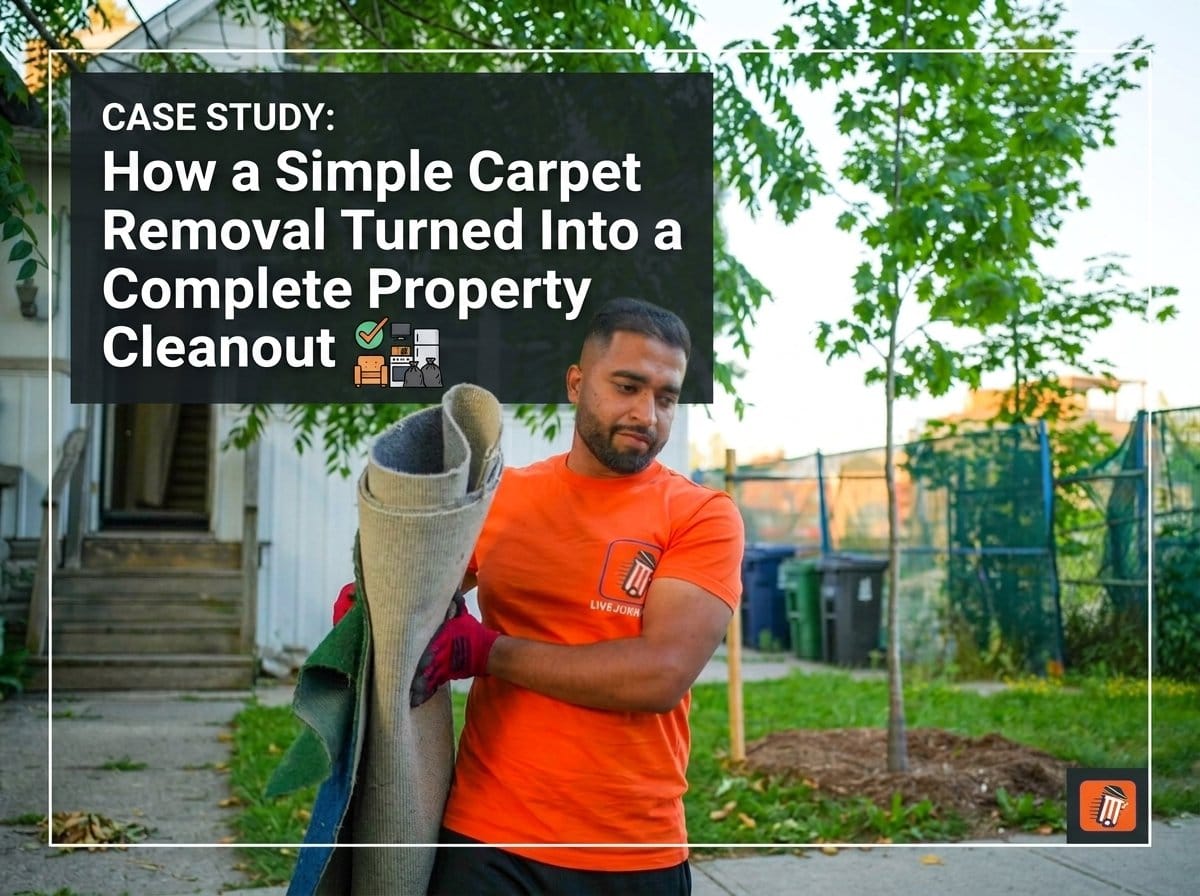 CASE STUDY:
How a Simple Carpet
Removal Turned Into a
Complete Property
Cleanout